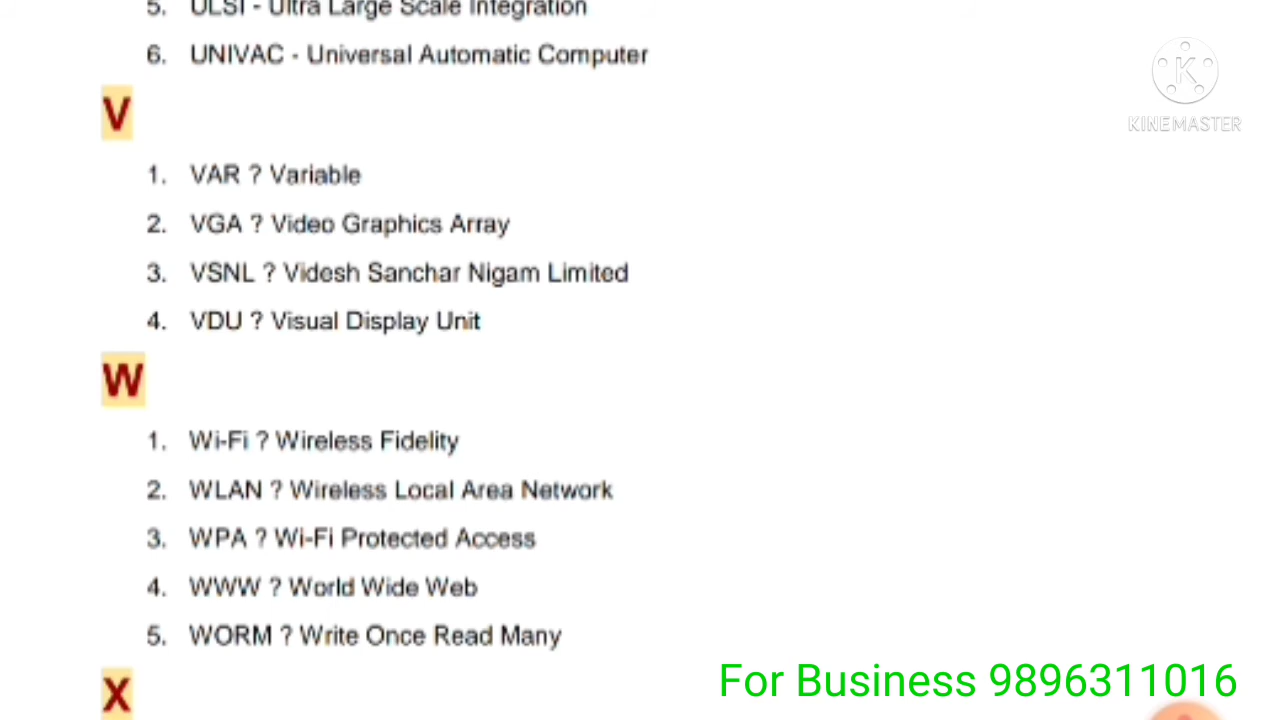 5. ULSI - Ultra Large Scale Integration
6. UNIVAC - Universal Automatic Computer
KINEMASTER
V
1. VAR ? Variable
2. VGA ? Video Graphics Array
3. VSNL ? Videsh Sanchar Nigam Limited
4. VDU ? Visual Display Unit
W
1. Wi-Fi ? Wireless Fidelity
2. WLAN ? Wireless Local Area Network
3. WPA ? Wi-Fi Protected Access
4. WWW ? World Wide Web
5. WORM ? Write Once Read Many
For Business 9896311016
X